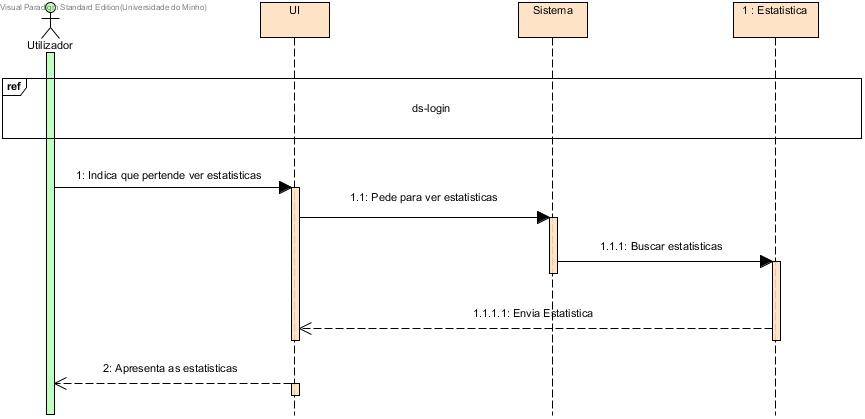 Visual Paradigm Standard Edition(Universidade do Minho)
UI
Sistema
1 : Estatistica
Utilizador
ref
ds-login
1: Indica que pertende ver estatisticas
1.1: Pede para ver estatisticas
1.1.1: Buscar estatisticas
1.1.1.1: Envia Estatistica
2: Apresenta as estatisticas